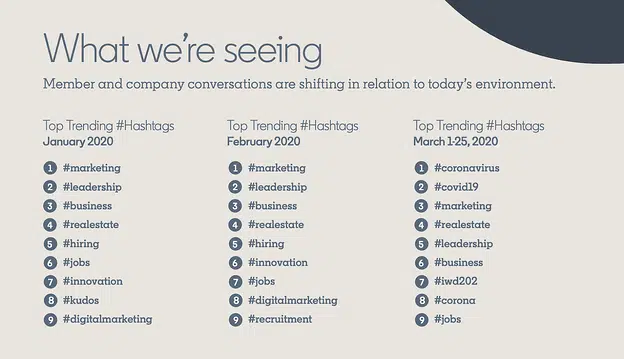 What we're seeing
Member and company conversations are shifting in relation to today's environment.
Top Trending #Hashtags
January 2020
1 #marketing
2 #leadership
3 #business
4 #realestate
5 #hiring
6 #jobs
7 #innovation
8 #kudos
9 #digitalmarketing
Top Trending #Hashtags
February 2020
1 #marketing
2 #leadership
3 #business
4 #realestate
5 #hiring
6 #innovation
7 #jobs
8 #digitalmarketing
9 #recruitment
Top Trending #Hashtags
March 1-25, 2020
1 #coronavirus
2 #covid19
3 #marketing
4 #realestate
5 #leadership
6 #business
7 #iwd202
8 #corona
9 #jobs